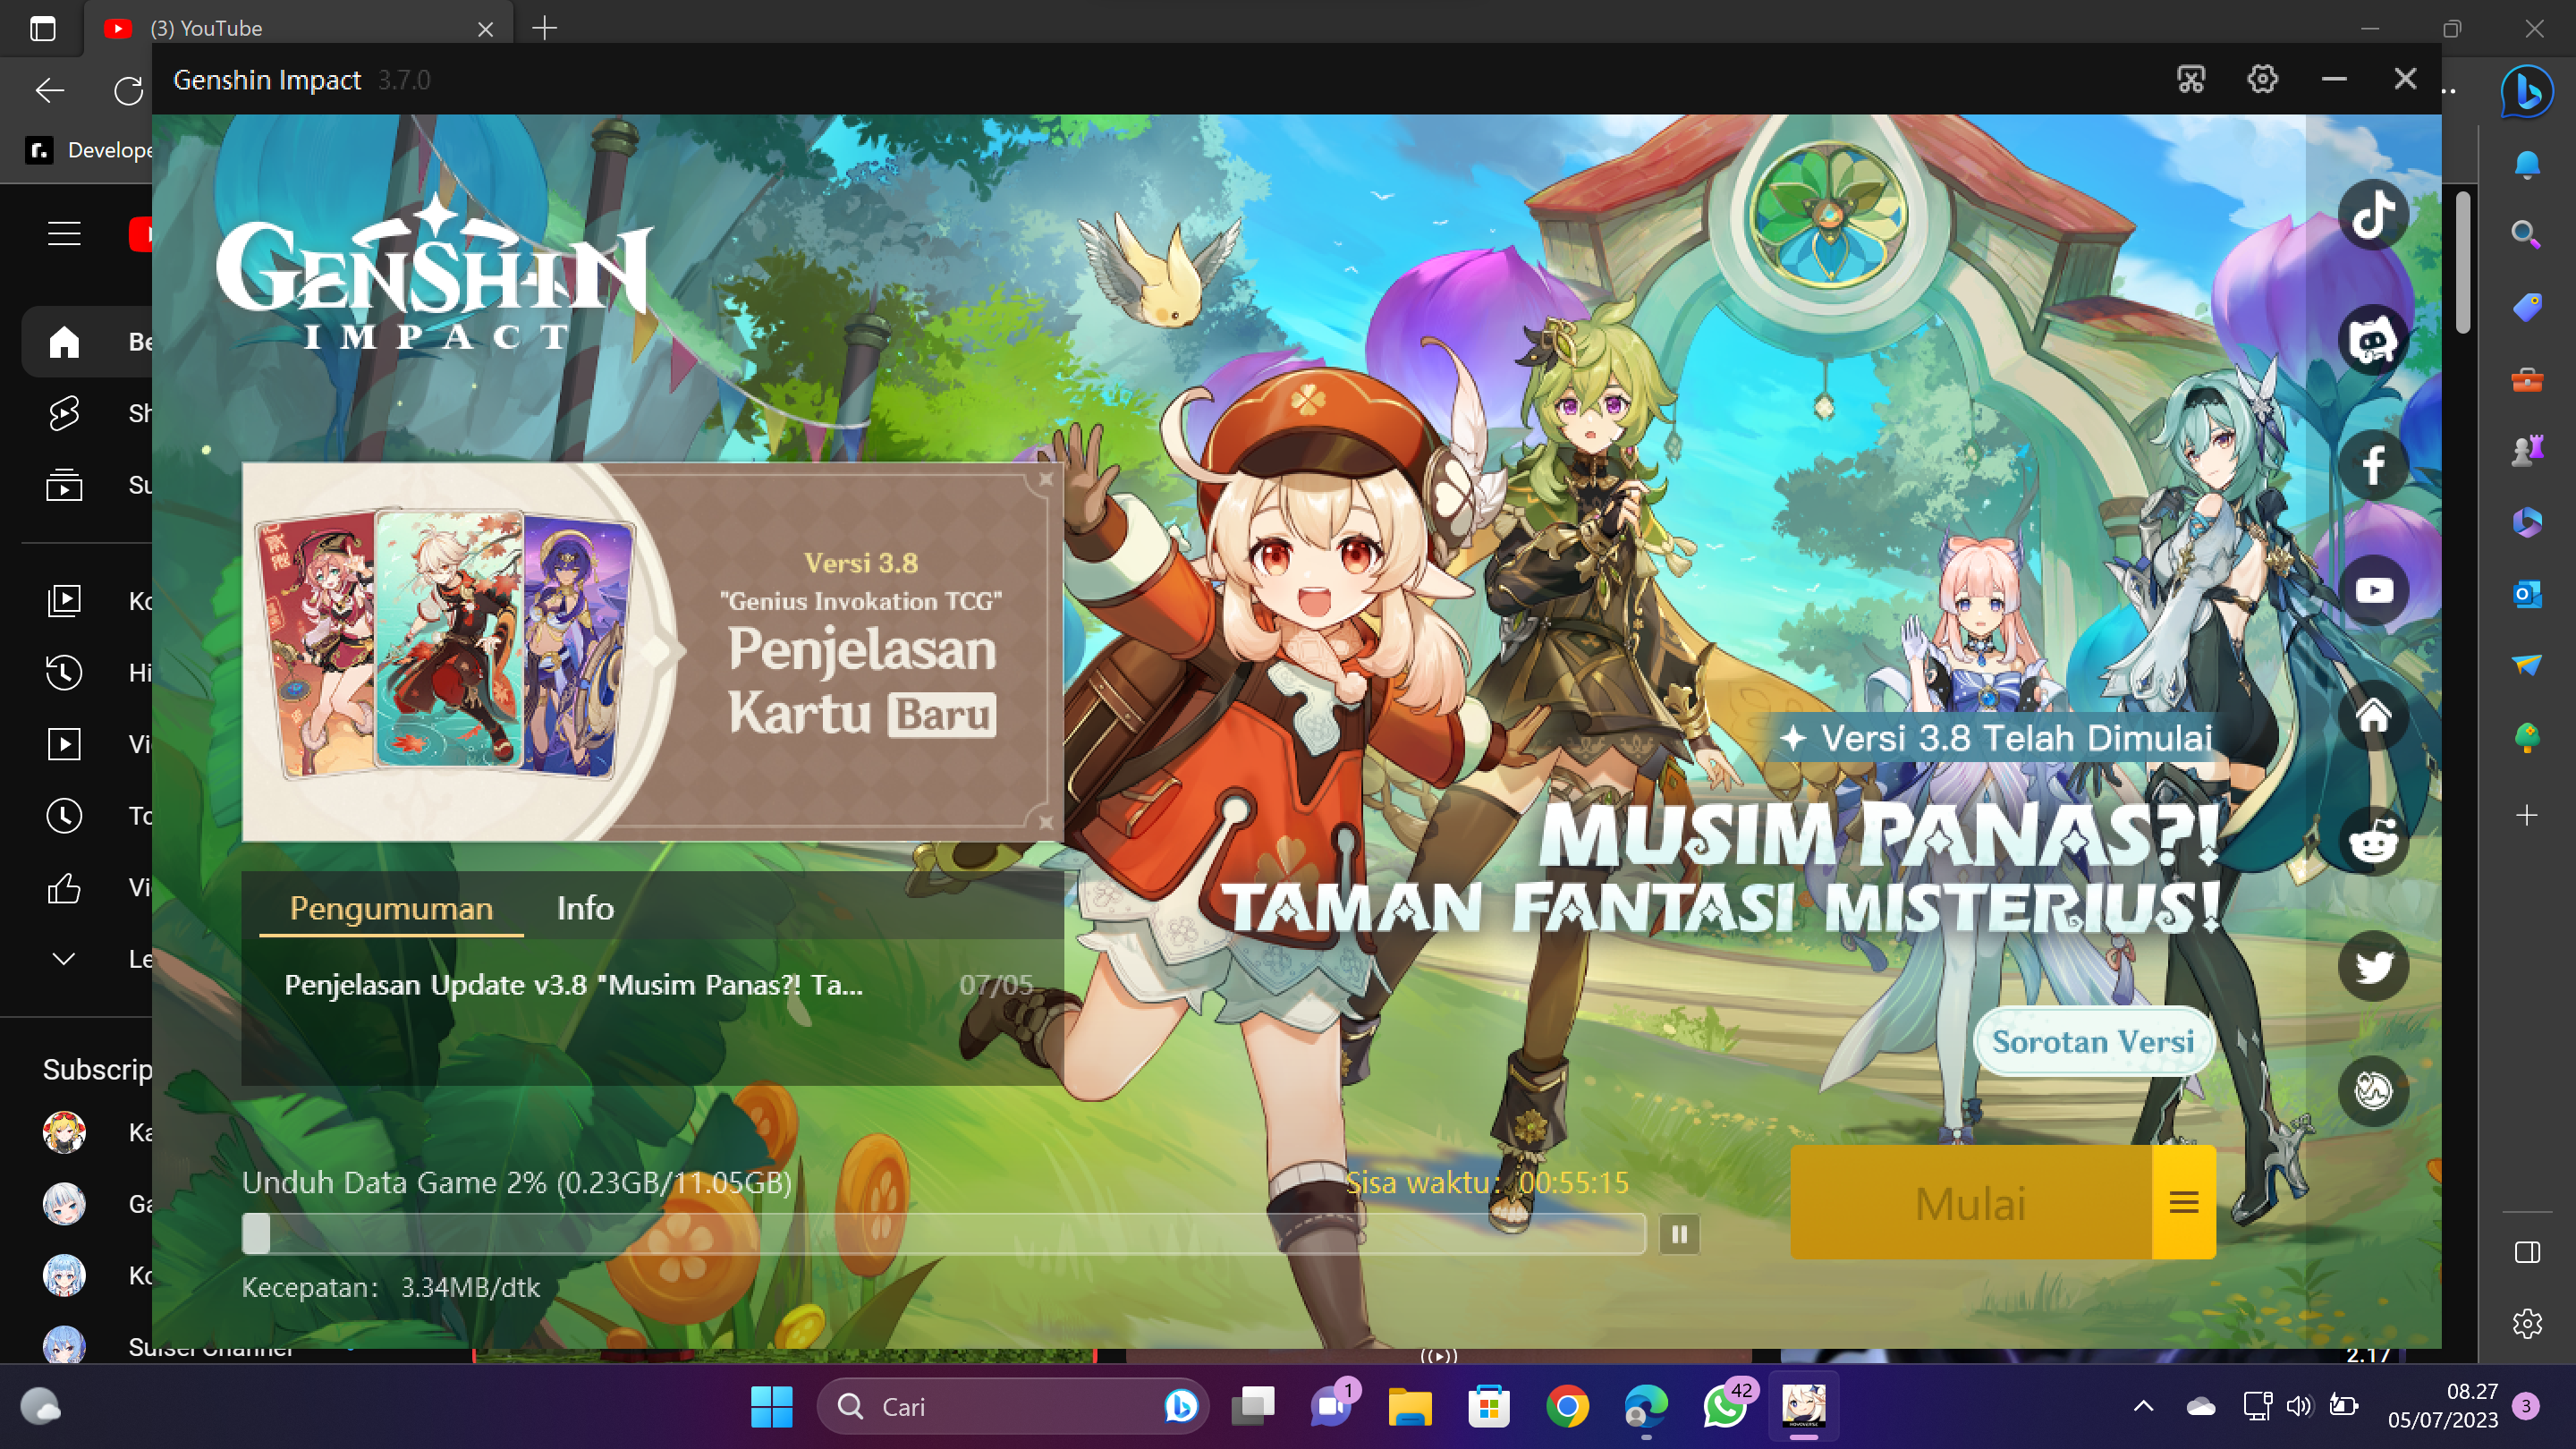 (3) YouTube
Genshin Impact 3.7.0
Develope
GENSHIN
IMPACT
Be
Sh
Su
Ko
Hi
Vi
To
Vi
Le
Subscrip
Ka
Ga
Ko
Suisei Channel
Versi 3.8
"Genius Invokation TCG"
Penjelasan
Kartu Baru
Pengumuman Info
Penjelasan Update v3.8 "Musim Panas?! Ta... 07/05
Versi 3.8 Telah Dimulai
MUSIM PANAS?!
TAMAN FANTASI MISTERIUS!
Sorotan Versi
Unduh Data Game 2% (0.23GB/11.05GB)
Sisa waktu: 00:55:15
Kecepatan: 3.34MB/dtk
Mulai
2.17
Cari
1
42
08.27
05/07/2023
3